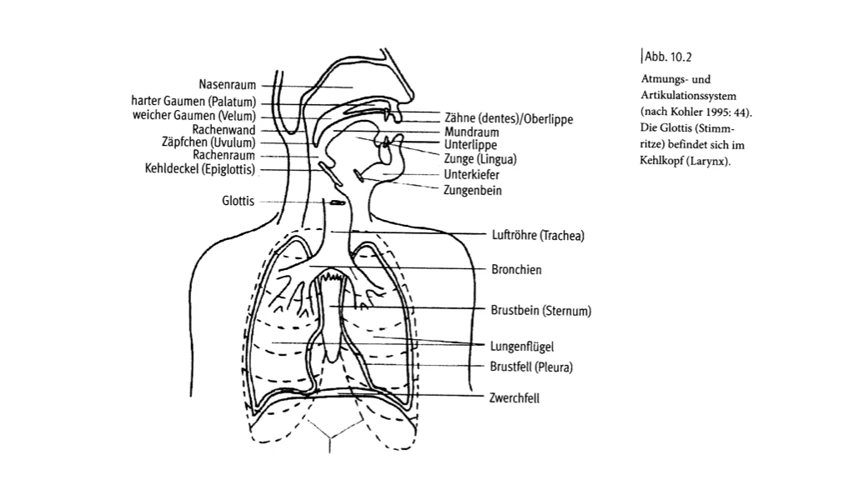 Nasenraum
harter Gaumen (Palatum)
weicher Gaumen (Velum)
Rachenwand
Zäpfchen (Uvulum)
Rachenraum
Kehldeckel (Epiglottis)
Glottis
Zähne (dentes)/Oberlippe
Mundraum
Unterlippe
Zunge (Lingua)
Unterkiefer
Zungenbein
Luftröhre (Trachea)
Bronchien
Brustbein (Sternum)
Lungenflügel
Brustfell (Pleura)
Zwerchfell
Abb. 10.2
Atmungs- und
Artikulationssystem
(nach Kohler 1995: 44).
Die Glottis (Stimm-
ritze) befindet sich im
Kehlkopf (Larynx).